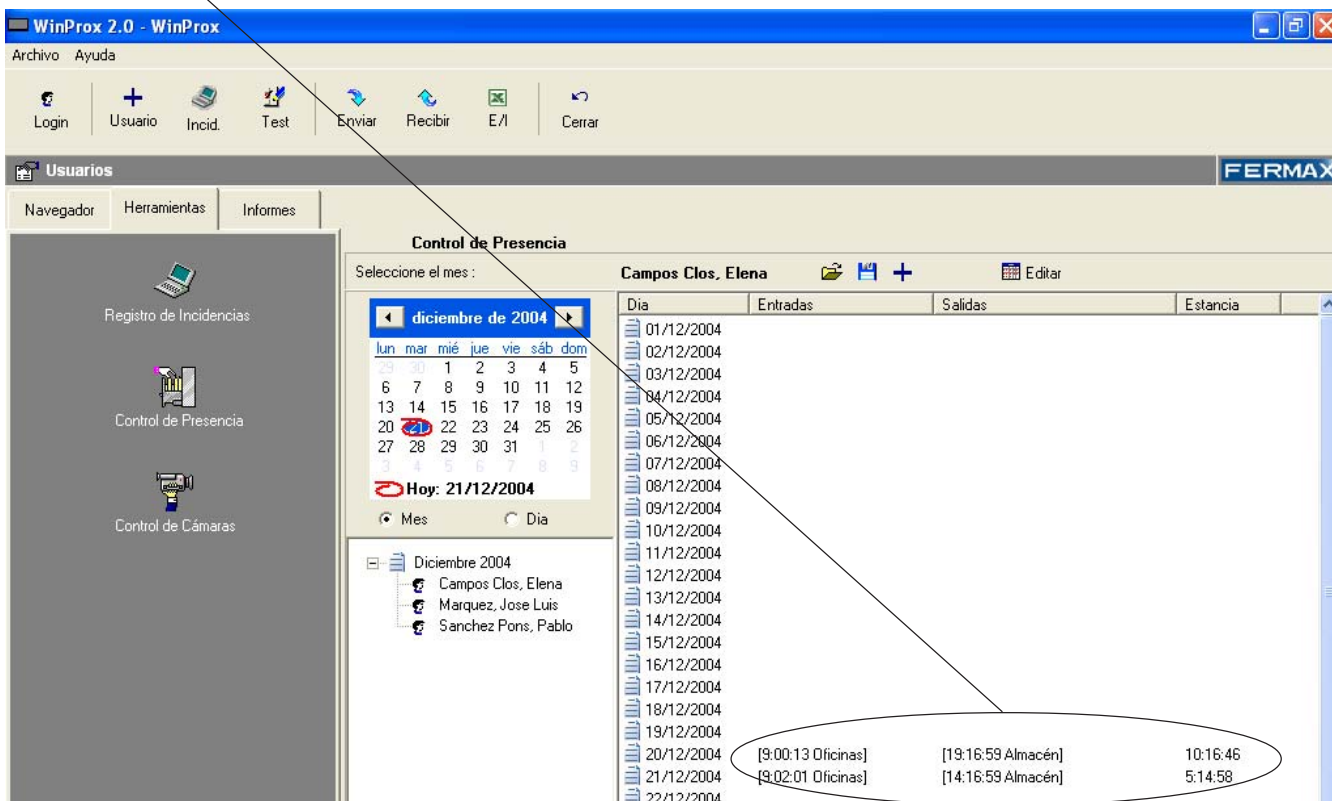 WinProx 2.0 - WinProx
Archivo Ayuda
Login Usuario Incid. Test Enviar Recibir E/I Cerrar
Usuarios FERMAX
Navegador Herramientas Informes
Registro de Incidencias
Control de Presencia
Control de Cámaras
Control de Presencia
Seleccione el mes :
diciembre de 2004
lun mar mié jue vie sáb dom
29 30 1 2 3 4 5
6 7 8 9 10 11 12
13 14 15 16 17 18 19
20 21 22 23 24 25 26
27 28 29 30 31 1 2
3 4 5 6 7 8 9
Hoy: 21/12/2004
Mes Dia
Diciembre 2004
Campos Clos, Elena
Marquez, Jose Luis
Sanchez Pons, Pablo
Campos Clos, Elena Editar
Dia Entradas Salidas Estancia
01/12/2004
02/12/2004
03/12/2004
04/12/2004
05/12/2004
06/12/2004
07/12/2004
08/12/2004
09/12/2004
10/12/2004
11/12/2004
12/12/2004
13/12/2004
14/12/2004
15/12/2004
16/12/2004
17/12/2004
18/12/2004
19/12/2004
20/12/2004 [9:00:13 Oficinas] [19:16:59 Almacén] 10:16:46
21/12/2004 [9:02:01 Oficinas] [14:16:59 Almacén] 5:14:58
22/12/2004